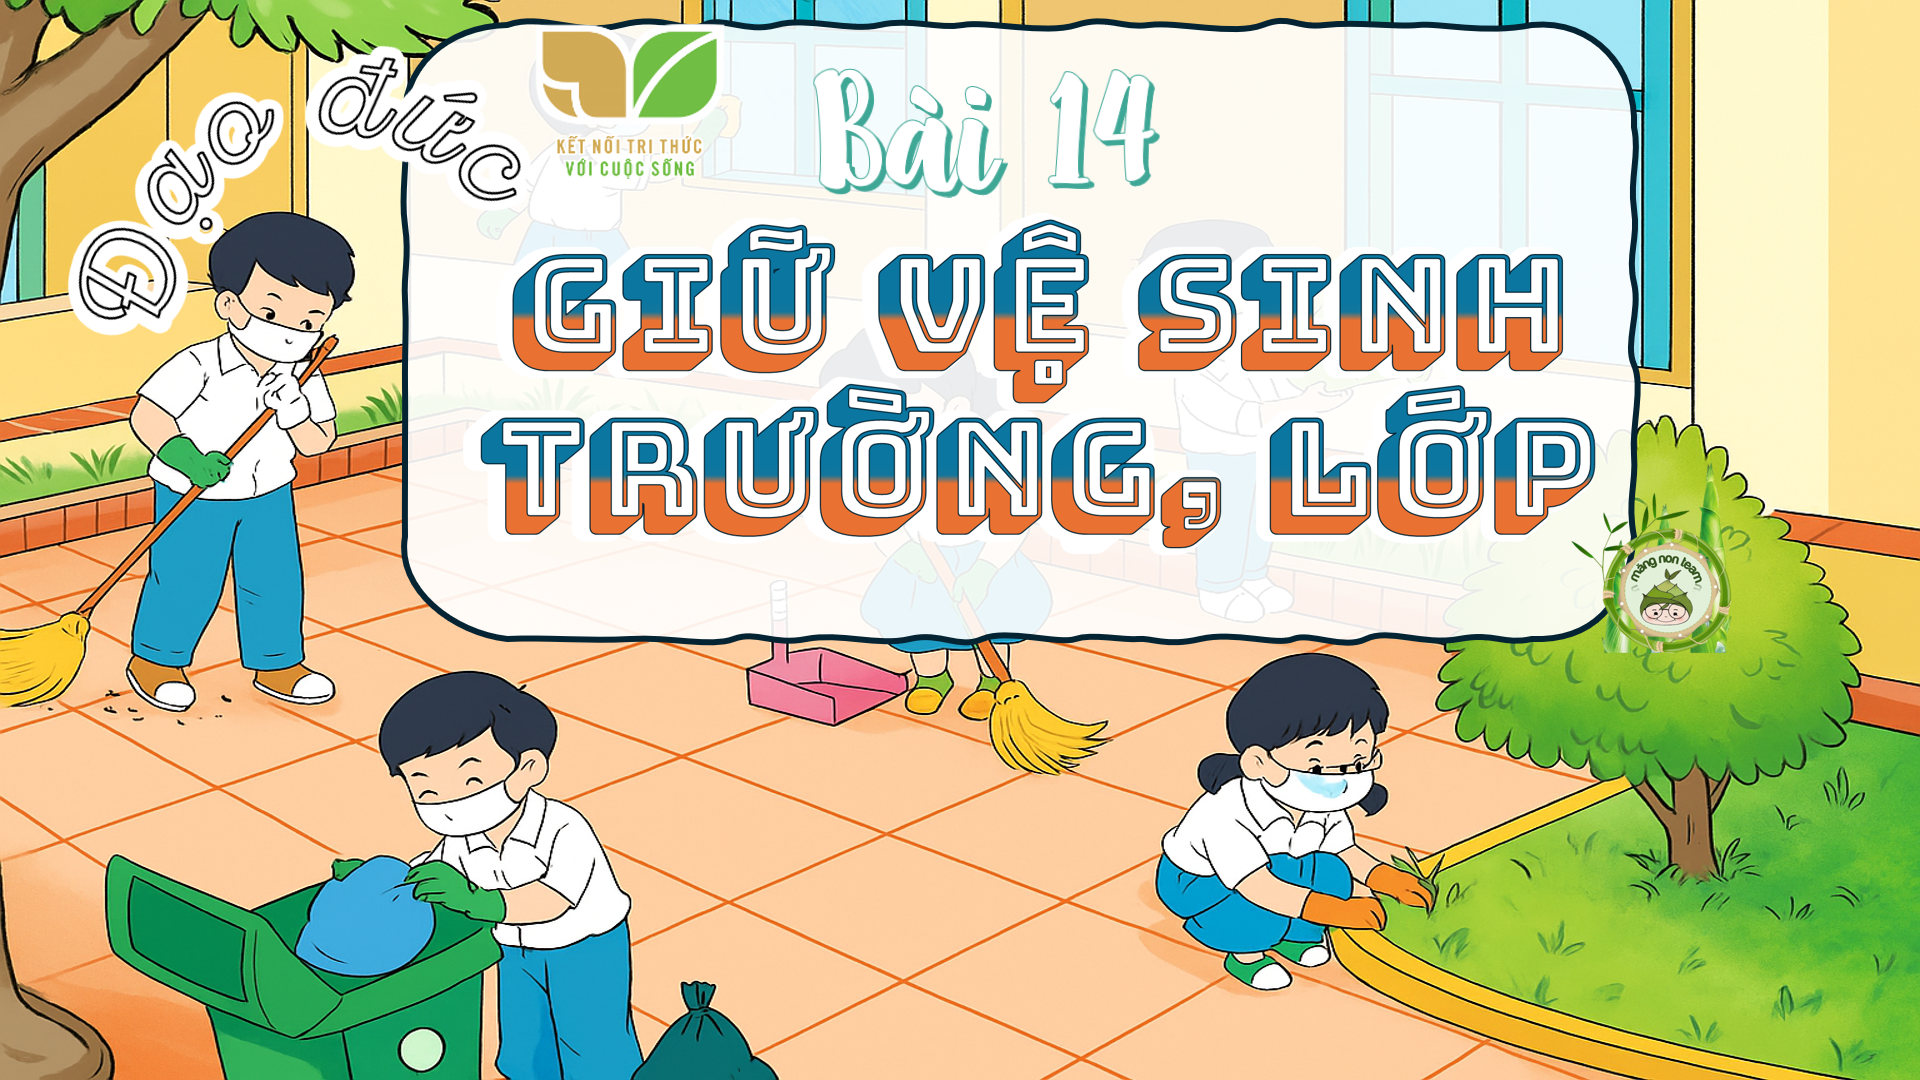 Đạo đức
KẾT NỐI TRI THỨC
VỚI CUỘC SỐNG
Bài 14
GIỮ VỆ SINH
TRƯỜNG, LỚP
măng non team